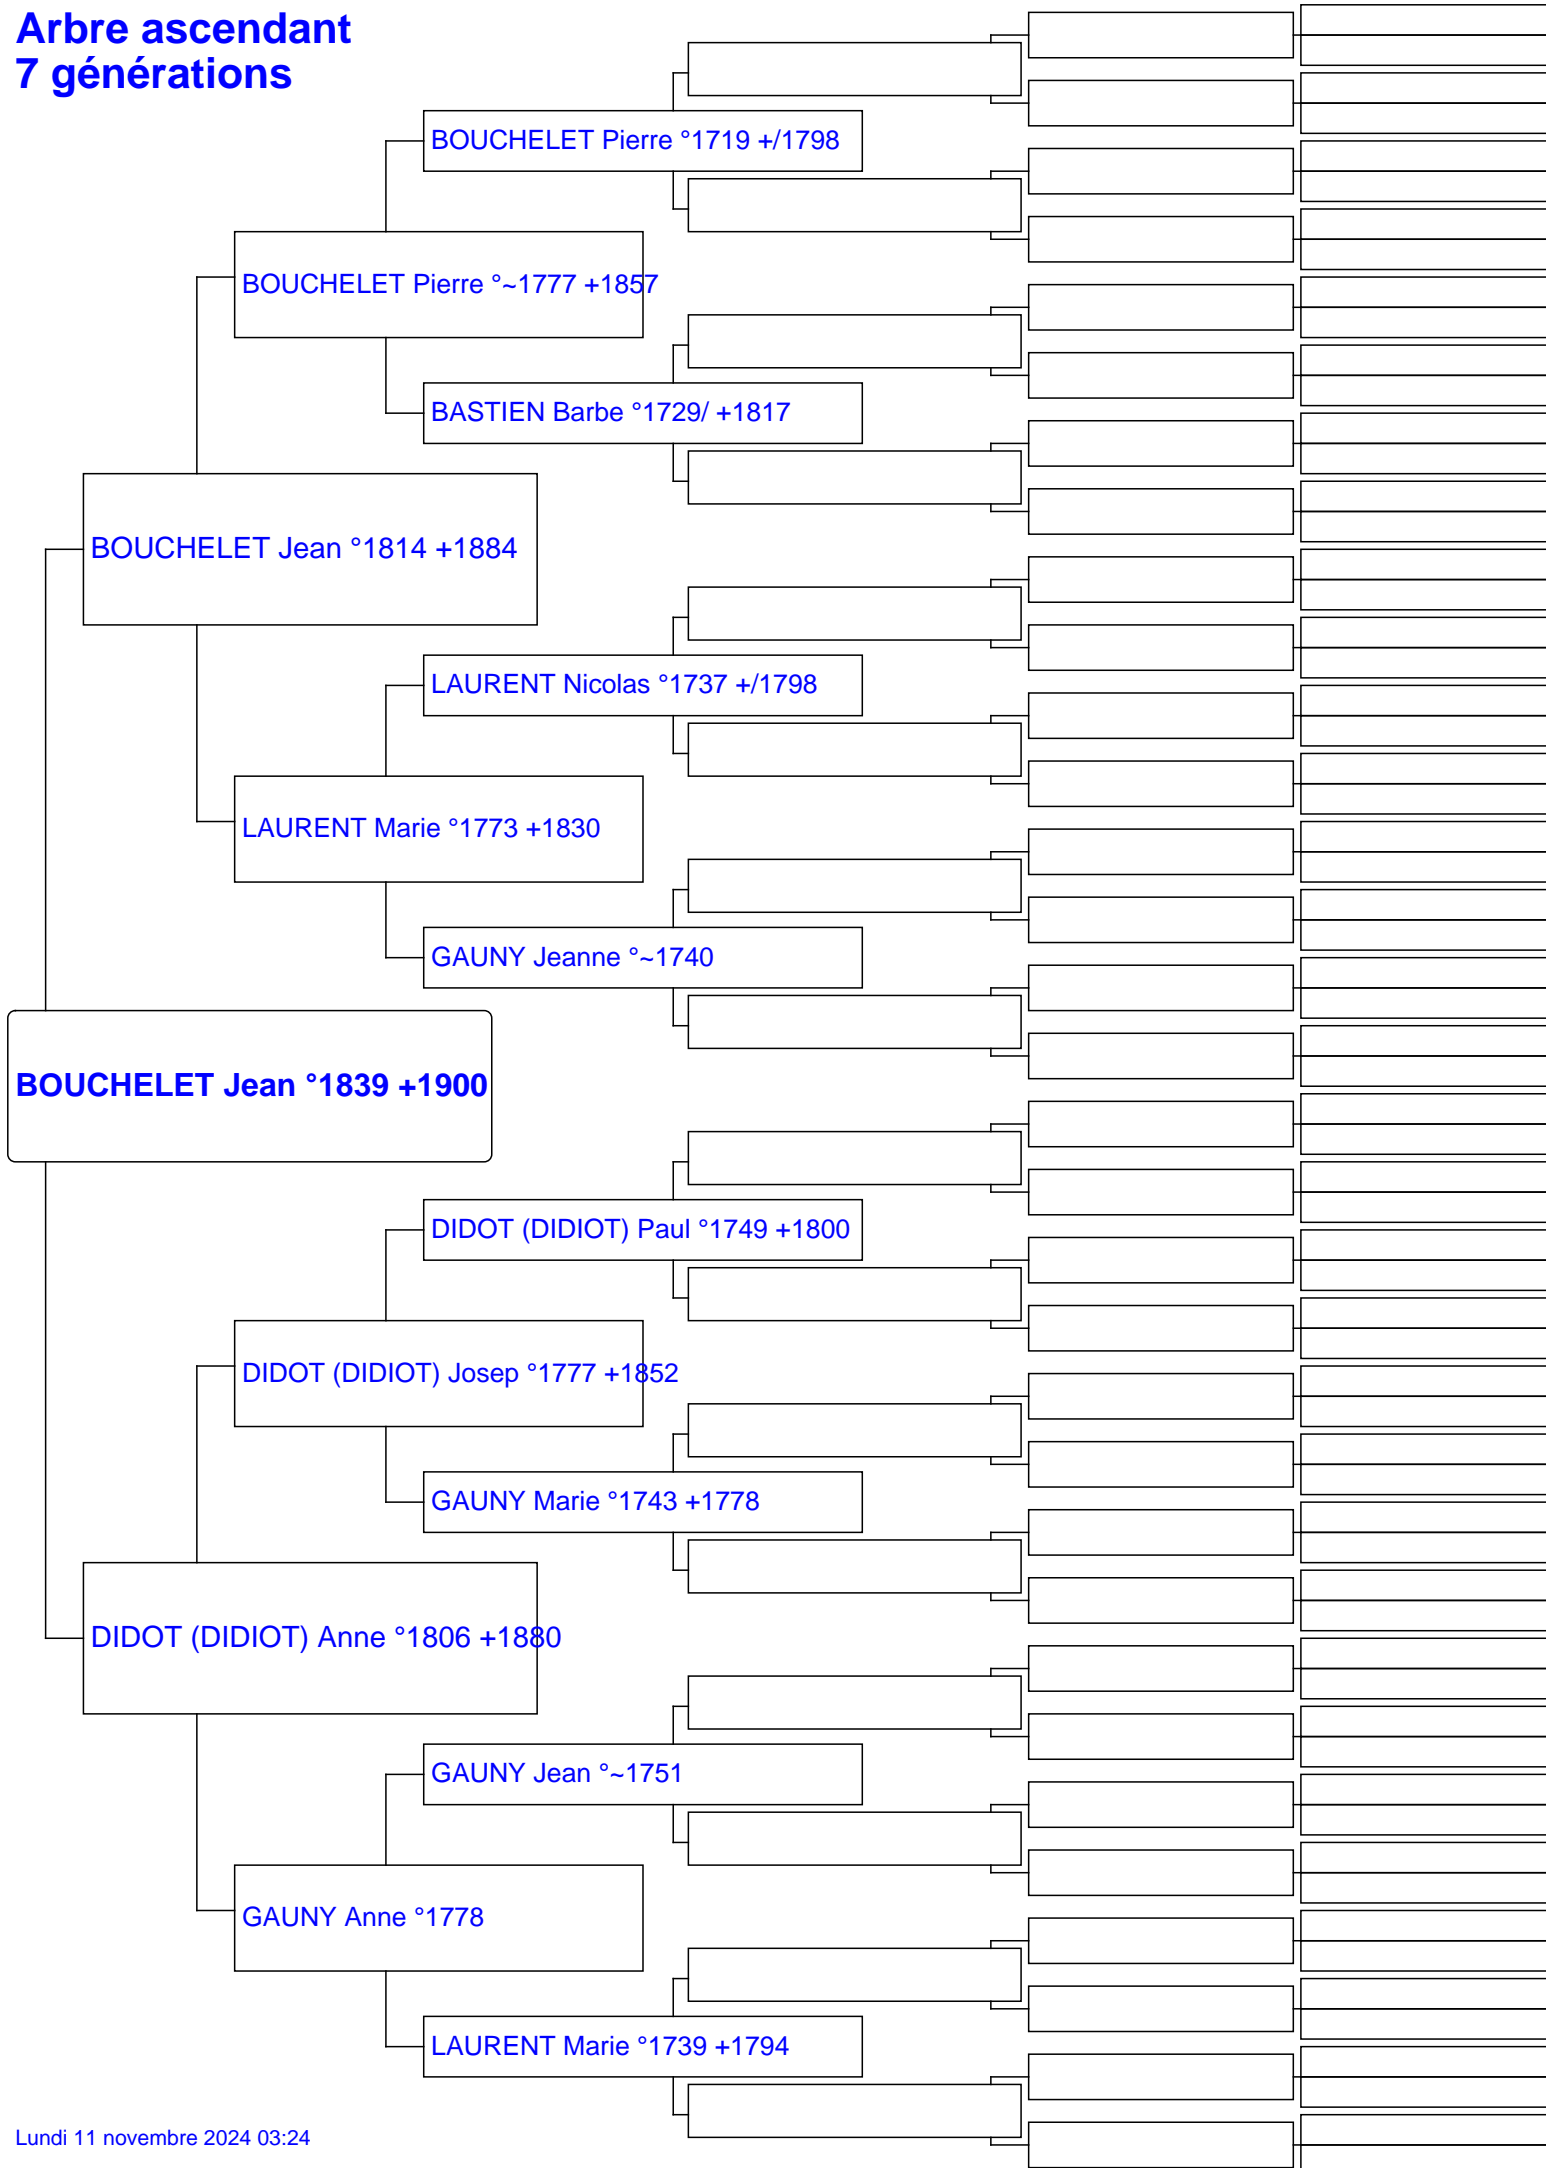 Arbre ascendant
7 générations
BOUCHELET Pierre °1719 +/1798
BOUCHELET Pierre °~1777 +1857
BASTIEN Barbe °1729/ +1817
BOUCHELET Jean °1814 +1884
LAURENT Nicolas °1737 +/1798
LAURENT Marie °1773 +1830
GAUNY Jeanne °~1740
BOUCHELET Jean °1839 +1900
DIDOT (DIDIOT) Paul °1749 +1800
DIDOT (DIDIOT) Josep °1777 +1852
GAUNY Marie °1743 +1778
DIDOT (DIDIOT) Anne °1806 +1880
GAUNY Jean °~1751
GAUNY Anne °1778
LAURENT Marie °1739 +1794
Lundi 11 novembre 2024 03:24